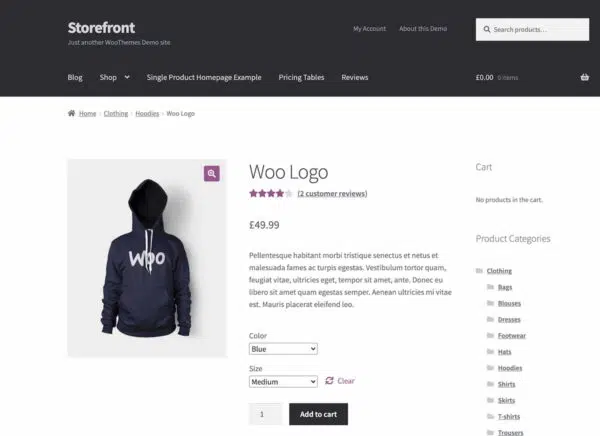 Storefront
Just another WooThemes Demo site
My Account
About this Demo
Search products…
Blog
Shop
Single Product Homepage Example
Pricing Tables
Reviews
£0.00 0 items
Home › Clothing › Hoodies › Woo Logo
Woo
Woo Logo
(2 customer reviews)
£49.99
Pellentesque habitant morbi tristique senectus et netus et
malesuada fames ac turpis egestas. Vestibulum tortor quam,
feugiat vitae, ultricies eget, tempor sit amet, ante. Donec eu
libero sit amet quam egestas semper. Aenean ultricies mi vitae
est. Mauris placerat eleifend leo.
Color
Blue
Size
Medium
Clear
1
Add to cart
Cart
No products in the cart.
Product Categories
Clothing
Bags
Blouses
Dresses
Footwear
Hats
Hoodies
Shirts
Skirts
T-shirts
Trousers